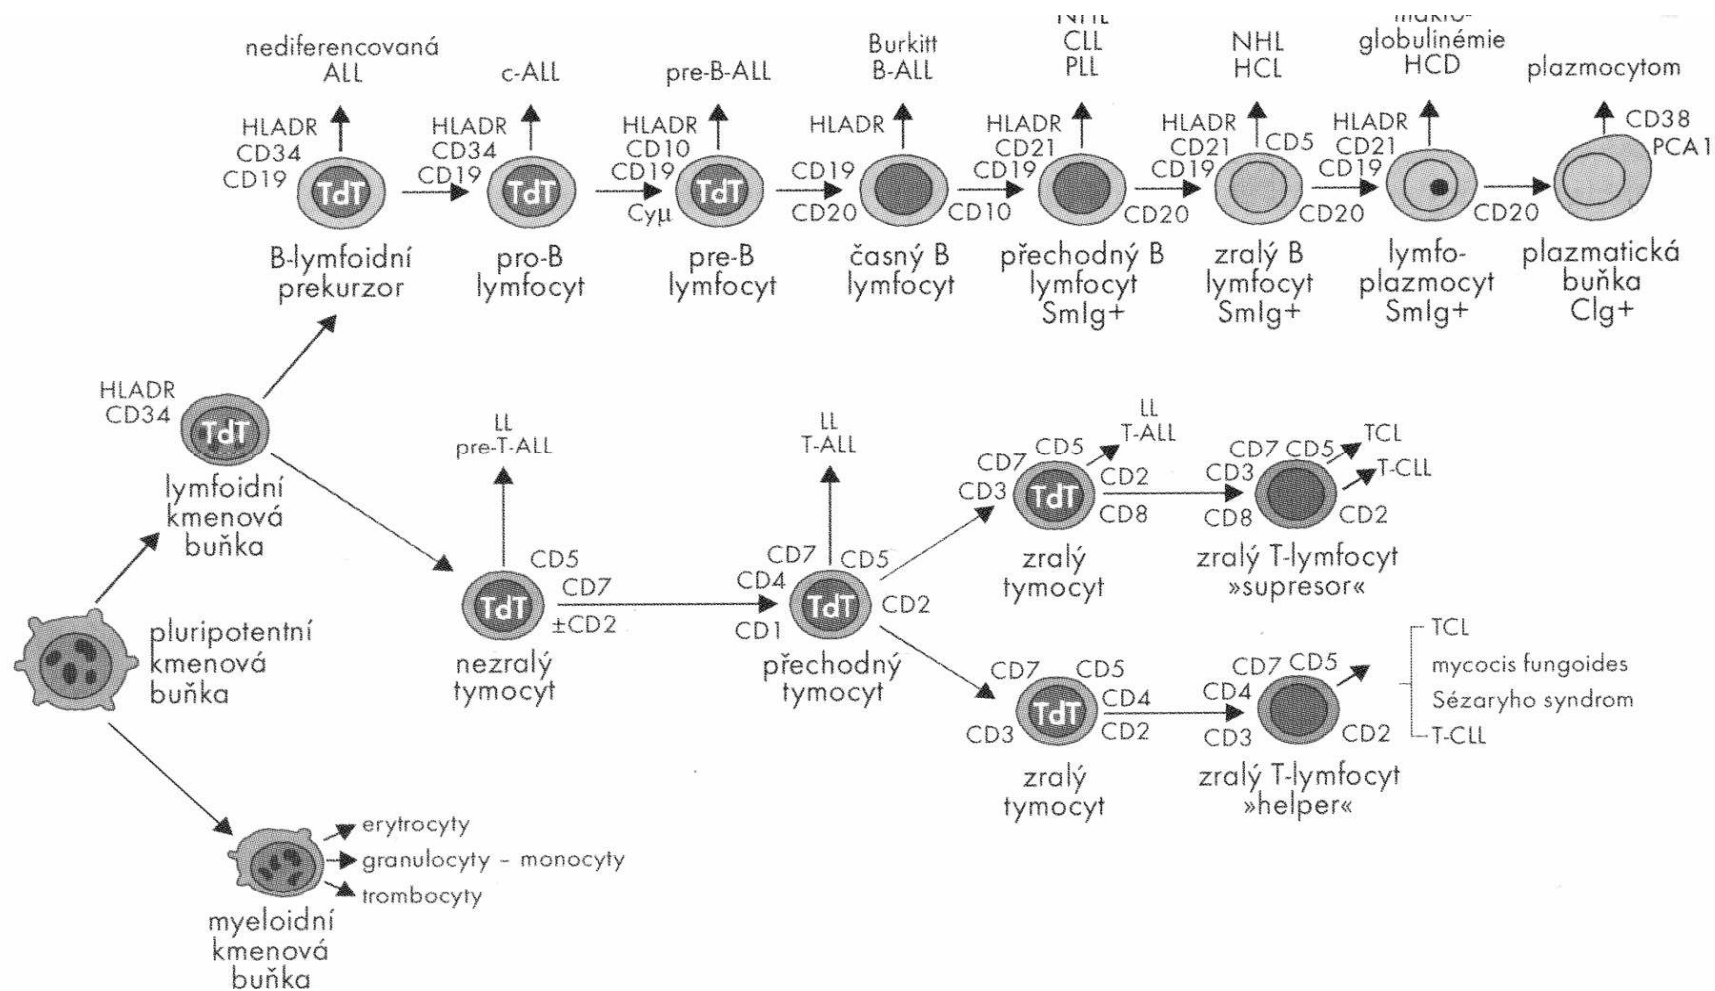 nediferencovaná
ALL
c-ALL
pre-B-ALL
Burkitt
B-ALL
NHL
CLL
PLL
NHL
HCL
makro-
globulinémie
HCD
plazmocytom
HLADR
CD34
CD19
TdT
B-lymfoidní
prekurzor
HLADR
CD34
CD19
TdT
pro-B
lymfocyt
HLADR
CD10
CD19
Cyμ
TdT
pre-B
lymfocyt
HLADR
CD19
CD20
časný B
lymfocyt
HLADR
CD21
CD19
CD10
přechodný B
lymfocyt
SmIg+
HLADR
CD21
CD5
CD19
CD20
zralý B
lymfocyt
SmIg+
HLADR
CD21
CD19
CD20
lymfo-
plazmocyt
SmIg+
CD38
PCA1
CD20
plazmatická
buňka
CIg+
HLADR
CD34
TdT
lymfoidní
kmenová
buňka
LL
pre-T-ALL
CD5
CD7
±CD2
TdT
nezralý
tymocyt
LL
T-ALL
CD7
CD5
CD4
CD2
CD1
TdT
přechodný
tymocyt
LL
T-ALL
CD5
CD7
CD2
CD3
CD8
TdT
zralý
tymocyt
TCL
T-CLL
CD7 CD5
CD3
CD8
CD2
zralý T-lymfocyt
»supresor«
CD7
CD5
CD4
CD3
CD2
TdT
zralý
tymocyt
CD7 CD5
CD4
CD3
CD2
zralý T-lymfocyt
»helper«
TCL
mycocis fungoides
Sézaryho syndrom
T-CLL
pluripotentní
kmenová
buňka
erytrocyty
granulocyty – monocyty
trombocyty
myeloidní
kmenová
buňka